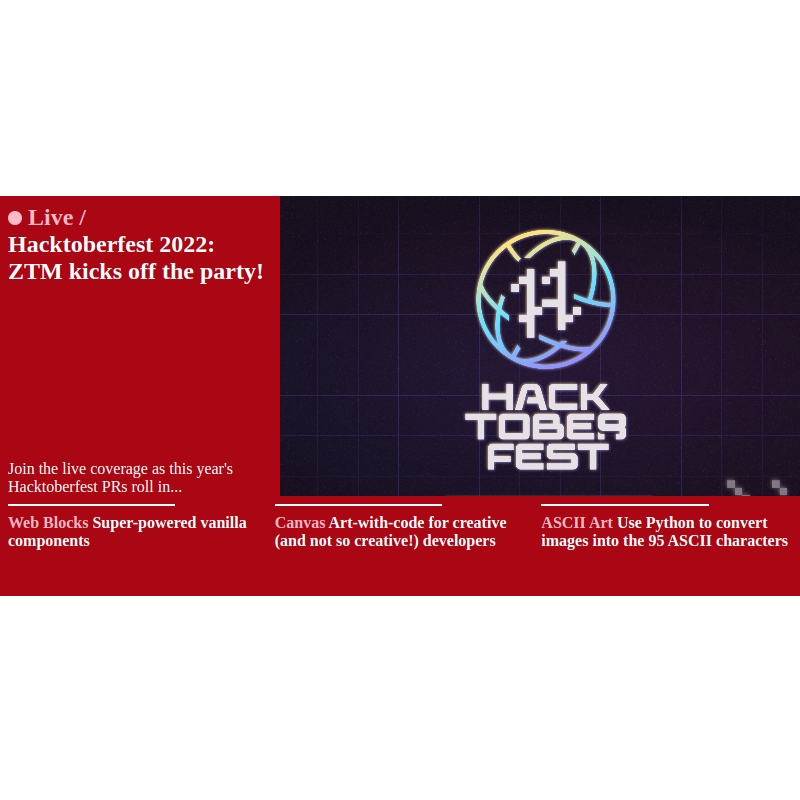 Live /
Hacktoberfest 2022:
ZTM kicks off the party!
HACK
TOBER
FEST
Join the live coverage as this year's
Hacktoberfest PRs roll in...
Web Blocks Super-powered vanilla
components
Canvas Art-with-code for creative
(and not so creative!) developers
ASCII Art Use Python to convert
images into the 95 ASCII characters